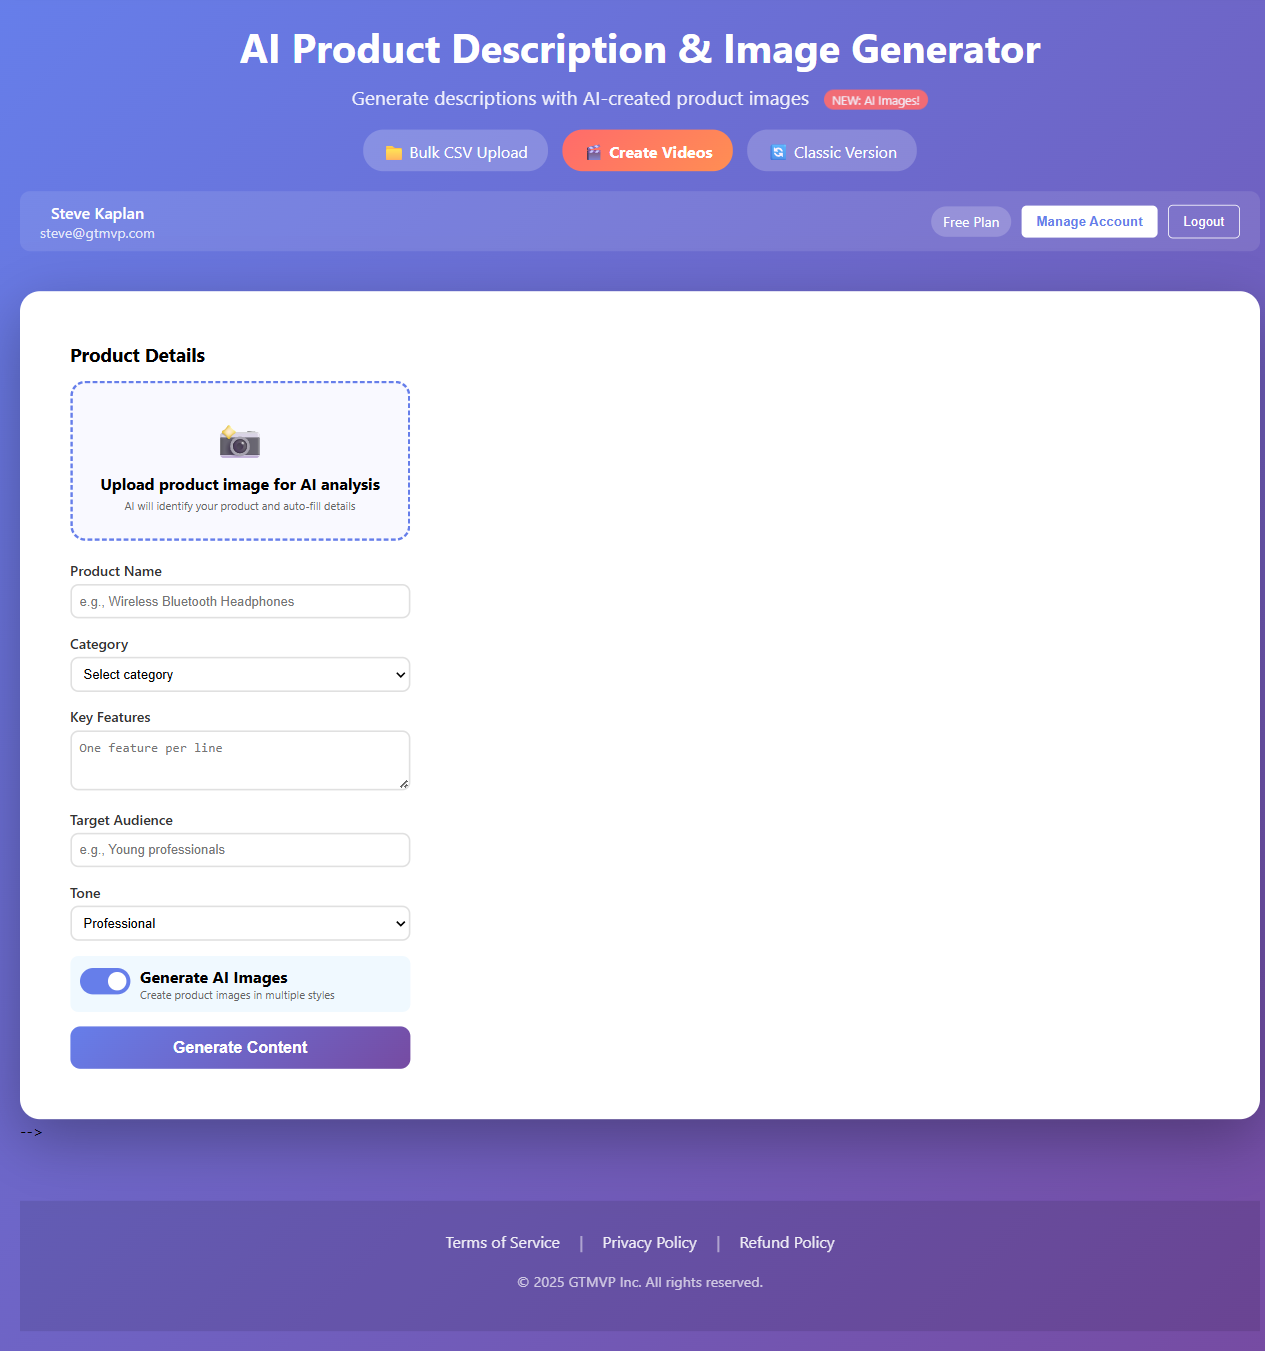 AI Product Description & Image Generator
Generate descriptions with AI-created product images NEW: AI Images!
Bulk CSV Upload
Create Videos
Classic Version
Steve Kaplan
steve@gtmvp.com
Free Plan
Manage Account
Logout
Product Details
Upload product image for AI analysis
AI will identify your product and auto-fill details
Product Name
e.g., Wireless Bluetooth Headphones
Category
Select category
Key Features
One feature per line
Target Audience
e.g., Young professionals
Tone
Professional
Generate AI Images
Create product images in multiple styles
Generate Content
-->
Terms of Service | Privacy Policy | Refund Policy
© 2025 GTMVP Inc. All rights reserved.